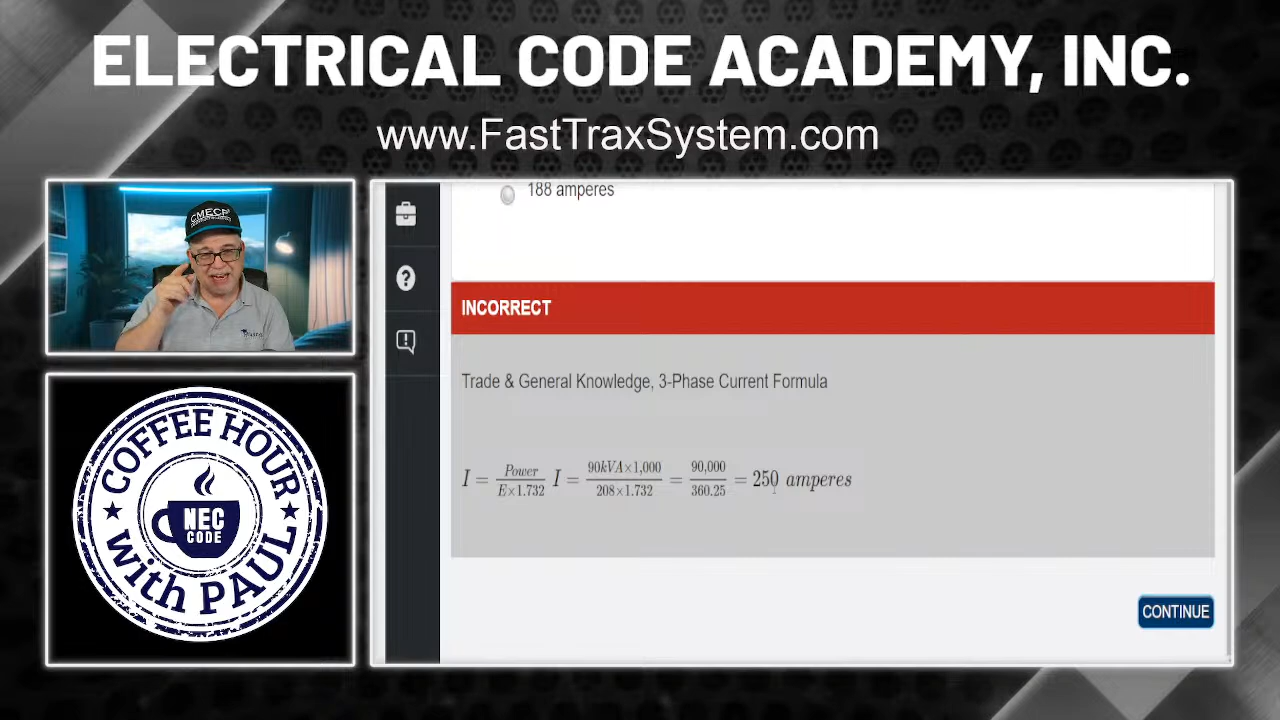 ELECTRICAL CODE ACADEMY, INC.
www.FastTraxSystem.com
CMECP
188 amperes
INCORRECT
Trade & General Knowledge, 3-Phase Current Formula
I = Power / E×1.732 I = 90kVA×1,000 / 208×1.732 = 90,000 / 360.25 = 250 amperes
CONTINUE
COFFEE HOUR
NEC
CODE
with PAUL